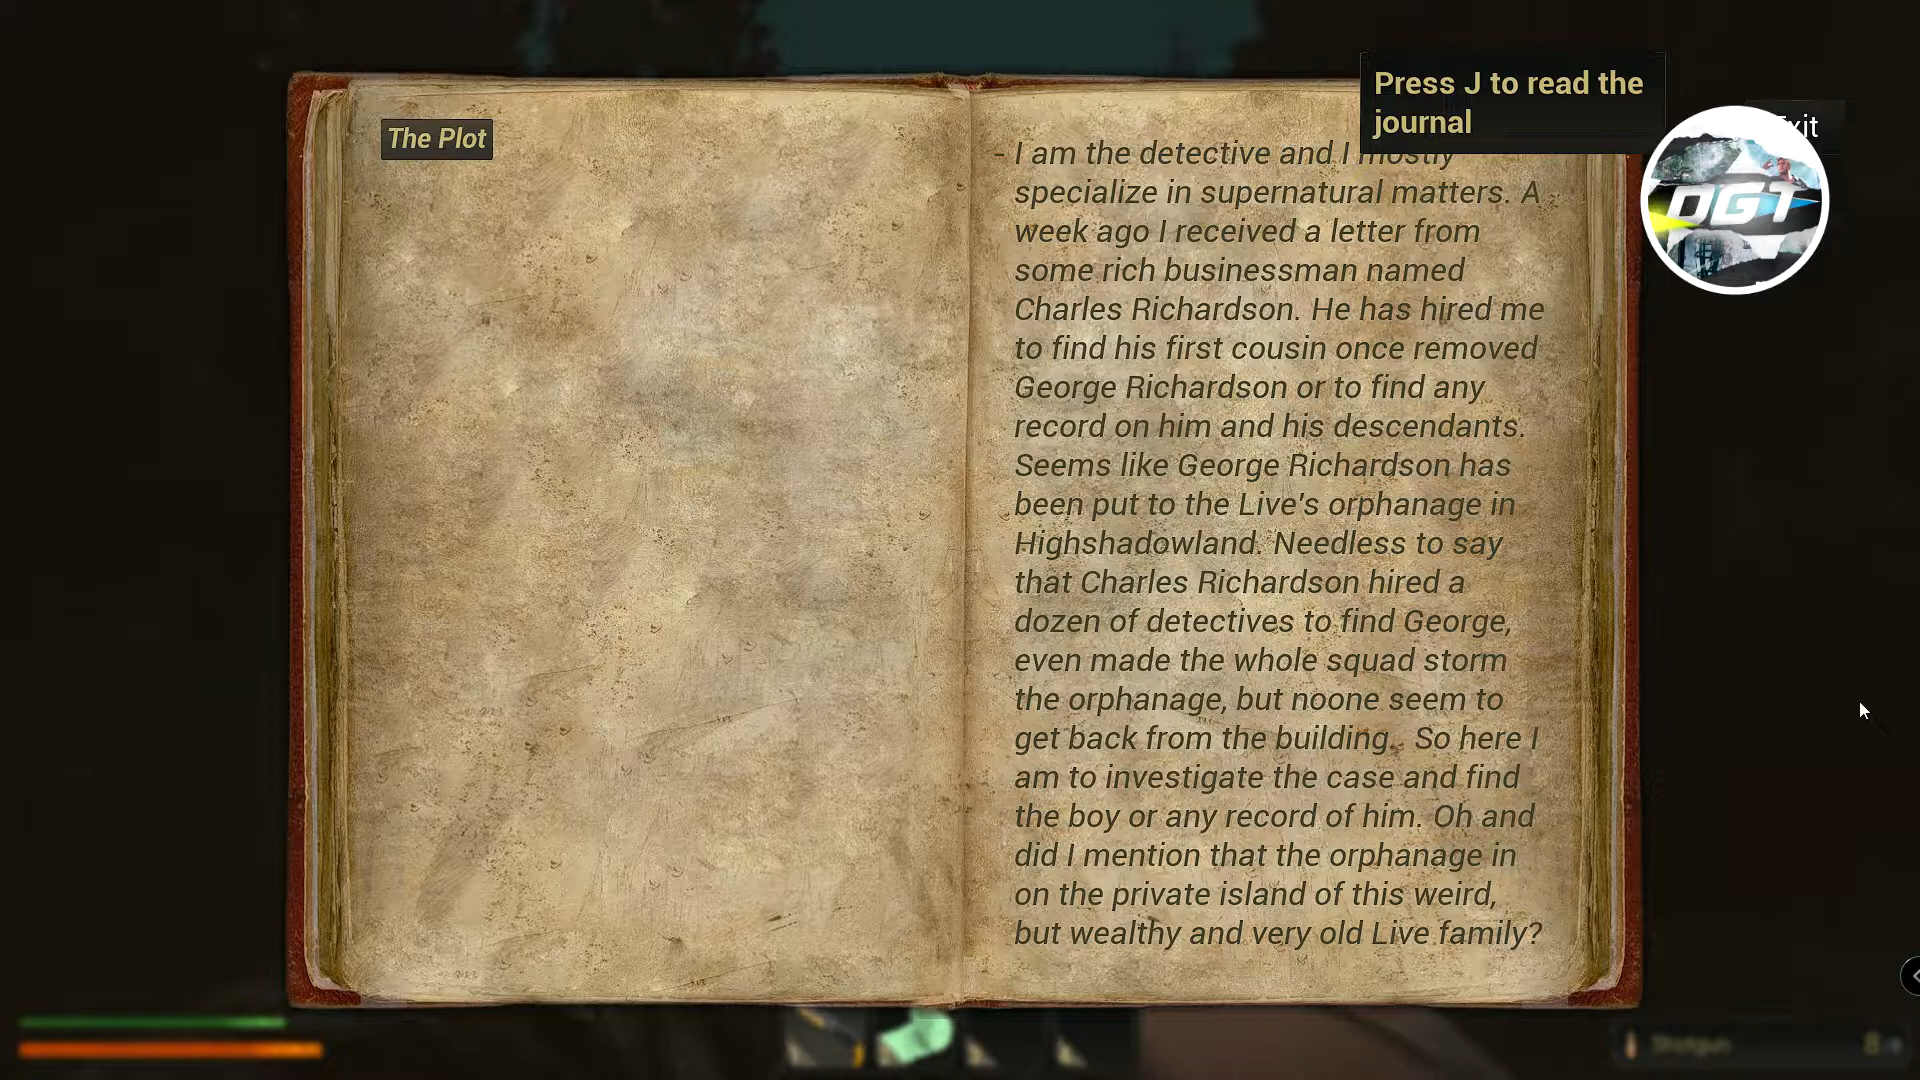 Press J to read the
journal
Exit
DGT
The Plot
- I am the detective and I mostly
specialize in supernatural matters. A
week ago I received a letter from
some rich businessman named
Charles Richardson. He has hired me
to find his first cousin once removed
George Richardson or to find any
record on him and his descendants.
Seems like George Richardson has
been put to the Live's orphanage in
Highshadowland. Needless to say
that Charles Richardson hired a
dozen of detectives to find George,
even made the whole squad storm
the orphanage, but noone seem to
get back from the building.  So here I
am to investigate the case and find
the boy or any record of him. Oh and
did I mention that the orphanage in
on the private island of this weird,
but wealthy and very old Live family?
Shotgun